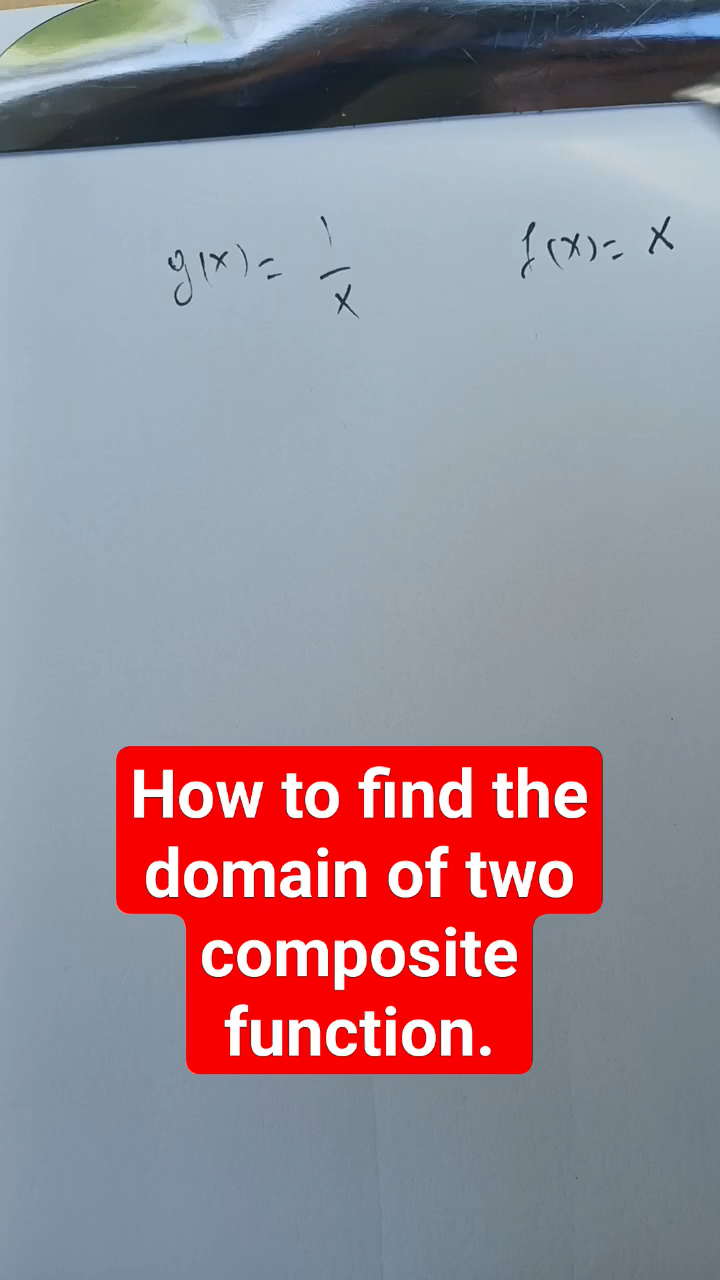 g(x) = 1/x f(x) = x
How to find the
domain of two
composite
function.